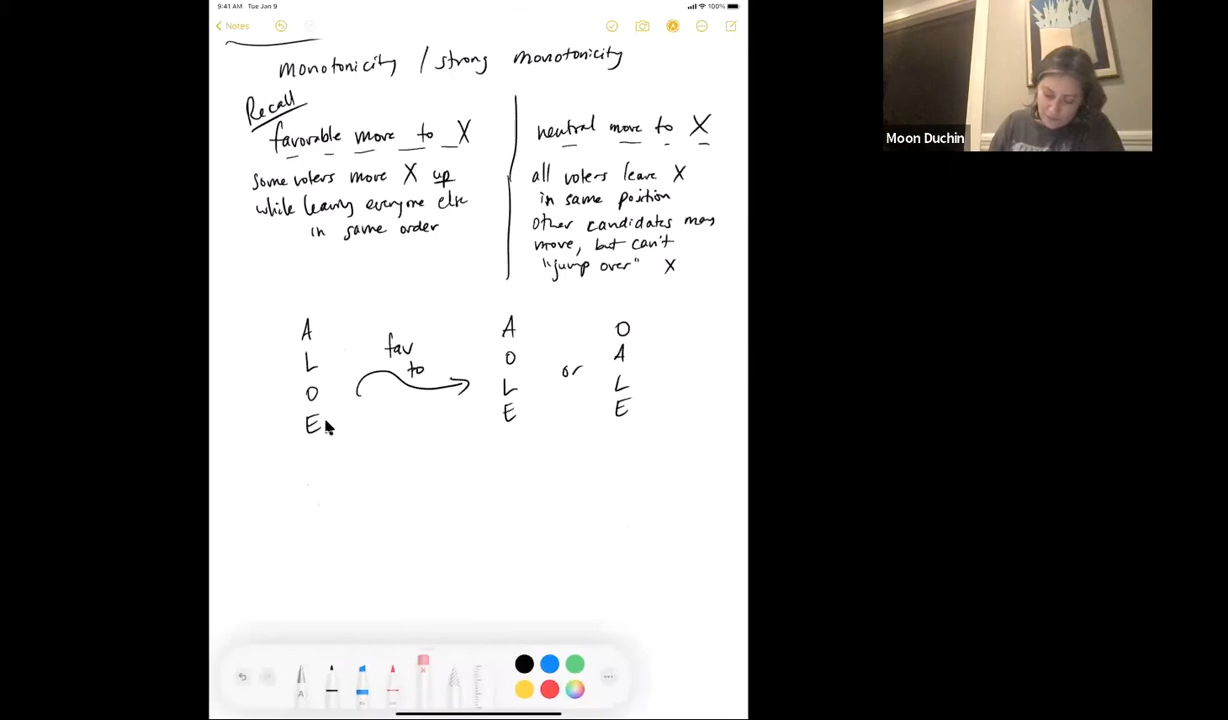 9:41 AM Tue Jan 9
100%
Notes
monotonicity / strong monotonicity
Recall
favorable move to X
some voters move X up
while leaving everyone else
in same order
neutral move to X
all voters leave X
in same position
other candidates may
move, but can't
"jump over" X
A
L
O
E
fav
to
A
O
L
E
or
O
A
L
E
A
Moon Duchin